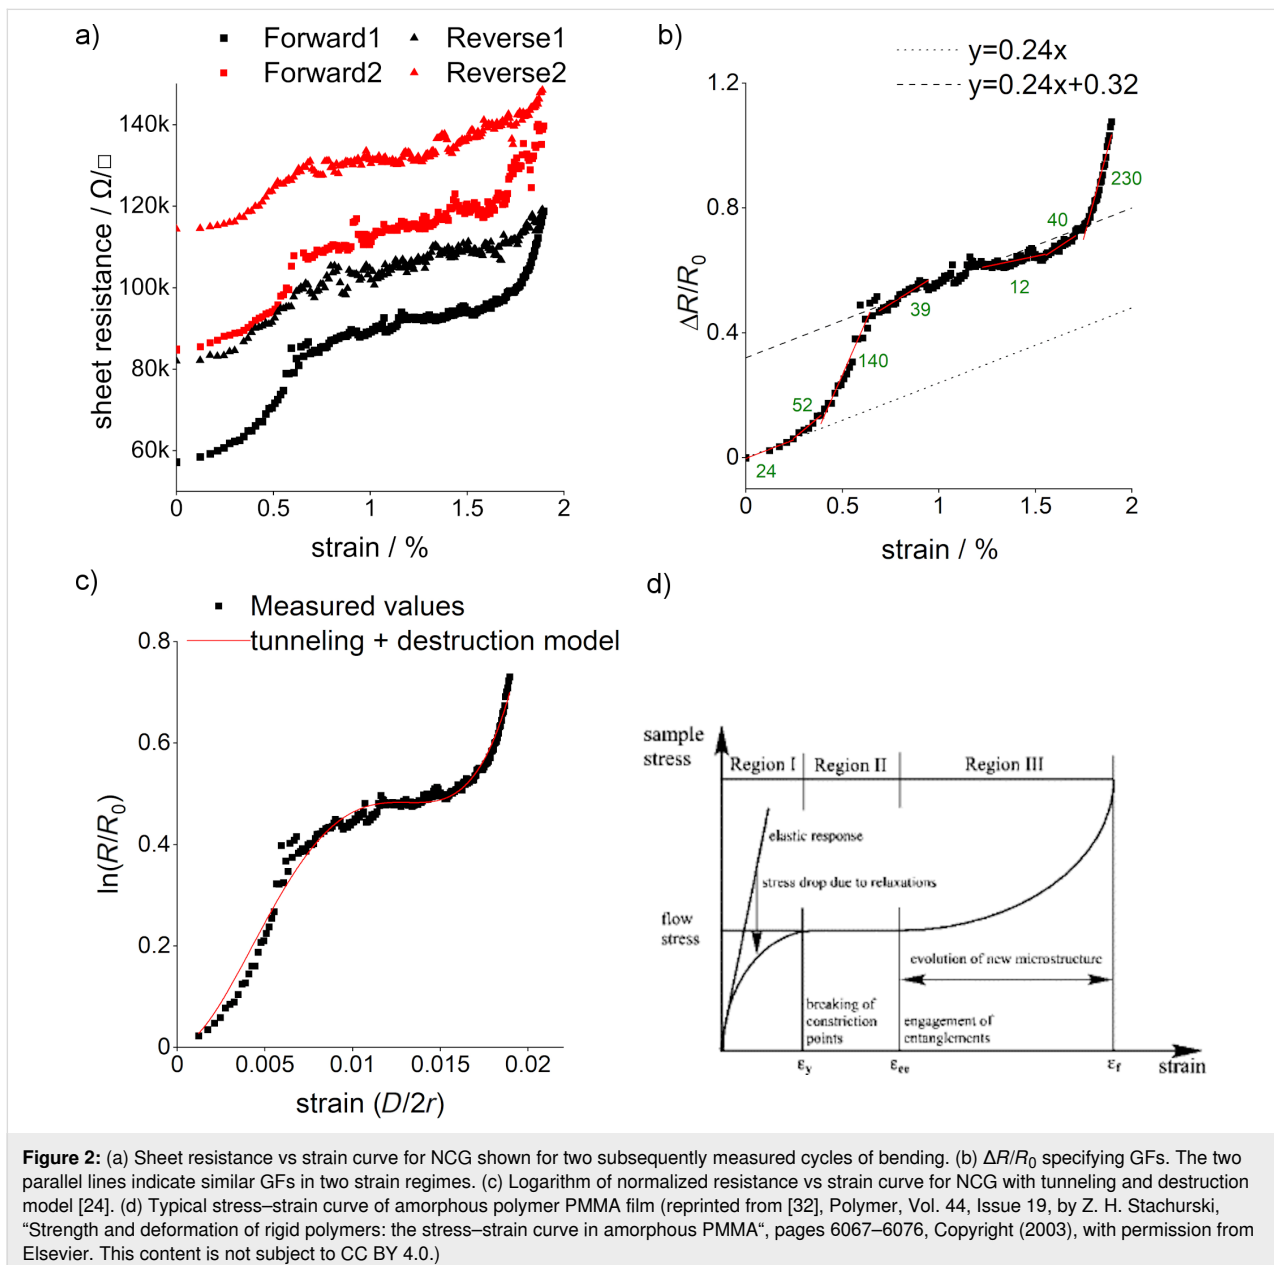 a)
Forward1
Reverse1
Forward2
Reverse2
140k
120k
100k
80k
60k
sheet resistance / Ω/□
0
0.5
1
1.5
2
strain / %
b)
y=0.24x
y=0.24x+0.32
1.2
0.8
0.4
0
ΔR/R0
230
40
12
39
140
52
24
0
0.5
1
1.5
2
strain / %
c)
Measured values
tunneling + destruction model
0.8
0.6
0.4
0.2
0
ln(R/R0)
0
0.005
0.01
0.015
0.02
strain (D/2r)
d)
sample
stress
Region I
Region II
Region III
elastic response
stress drop due to relaxations
flow
stress
evolution of new microstructure
breaking of
constriction
points
engagement of
entanglements
εy
εee
εf
strain
Figure 2: (a) Sheet resistance vs strain curve for NCG shown for two subsequently measured cycles of bending. (b) ΔR/R0 specifying GFs. The two
parallel lines indicate similar GFs in two strain regimes. (c) Logarithm of normalized resistance vs strain curve for NCG with tunneling and destruction
model [24]. (d) Typical stress–strain curve of amorphous polymer PMMA film (reprinted from [32], Polymer, Vol. 44, Issue 19, by Z. H. Stachurski,
“Strength and deformation of rigid polymers: the stress–strain curve in amorphous PMMA“, pages 6067–6076, Copyright (2003), with permission from
Elsevier. This content is not subject to CC BY 4.0.)